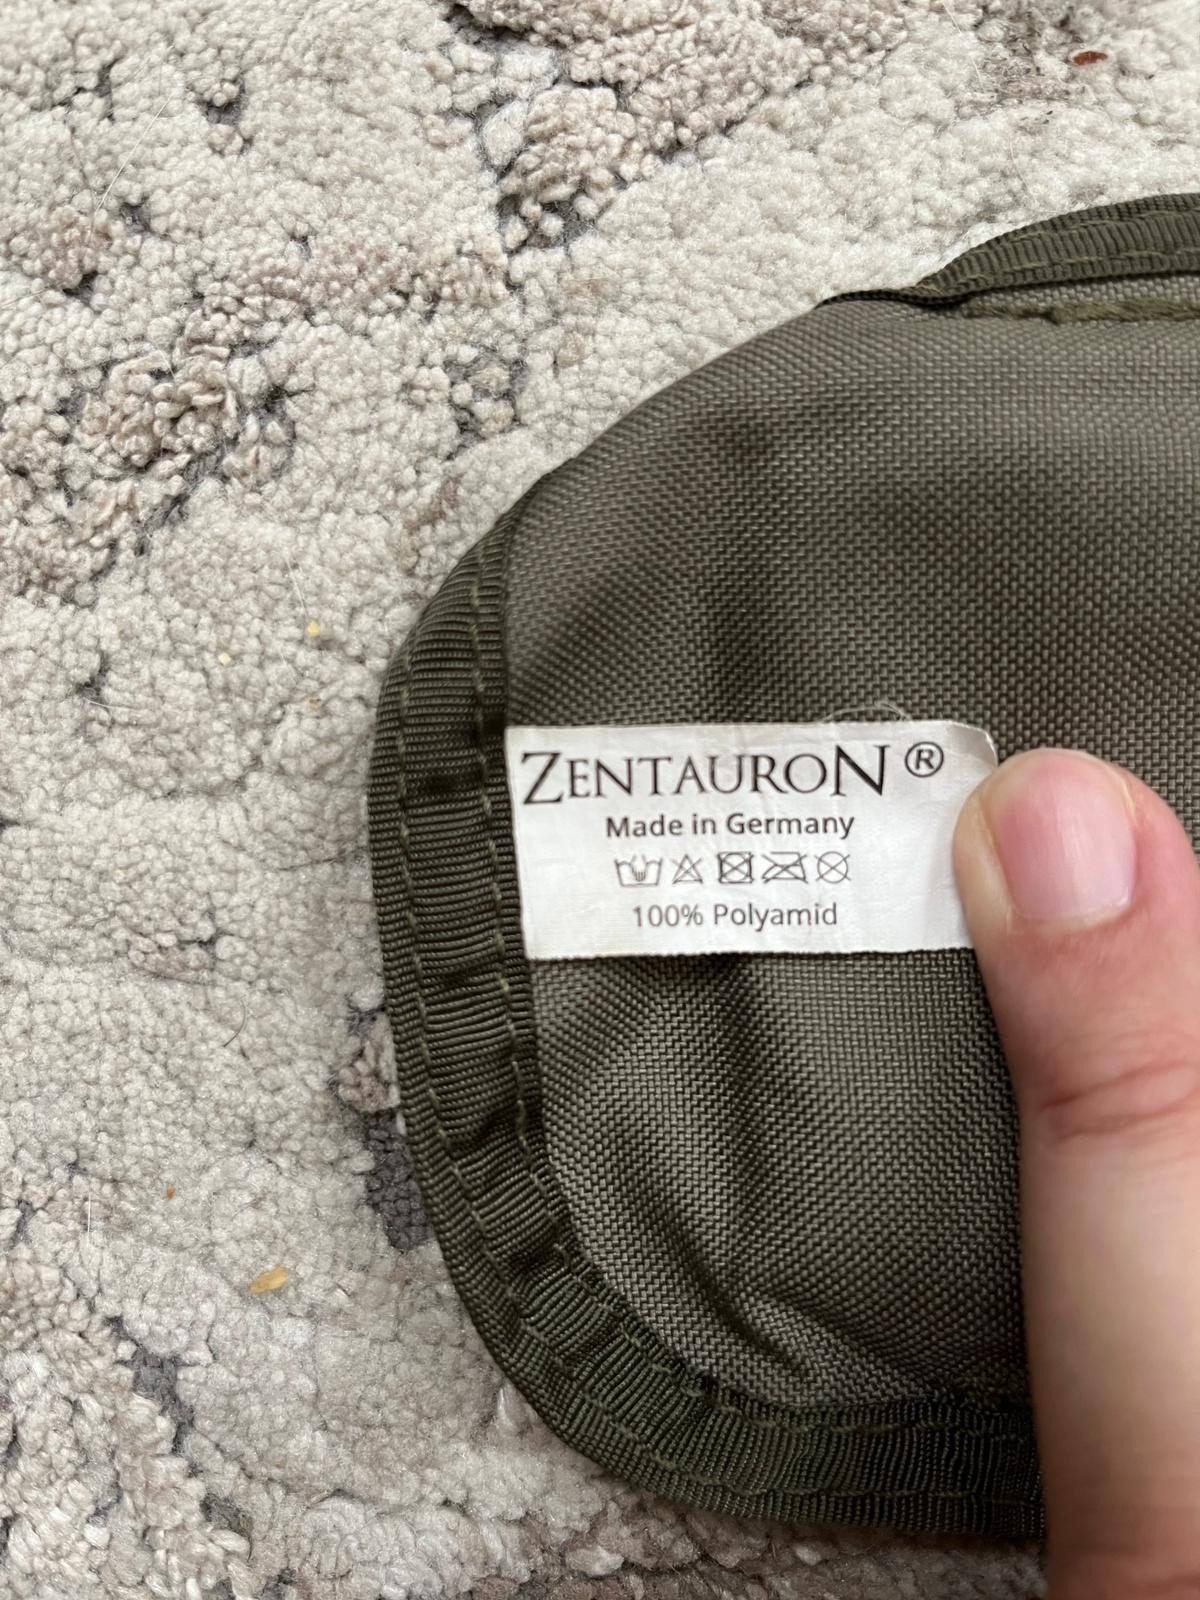 ZENTAURON®
Made in Germany
100% Polyamid